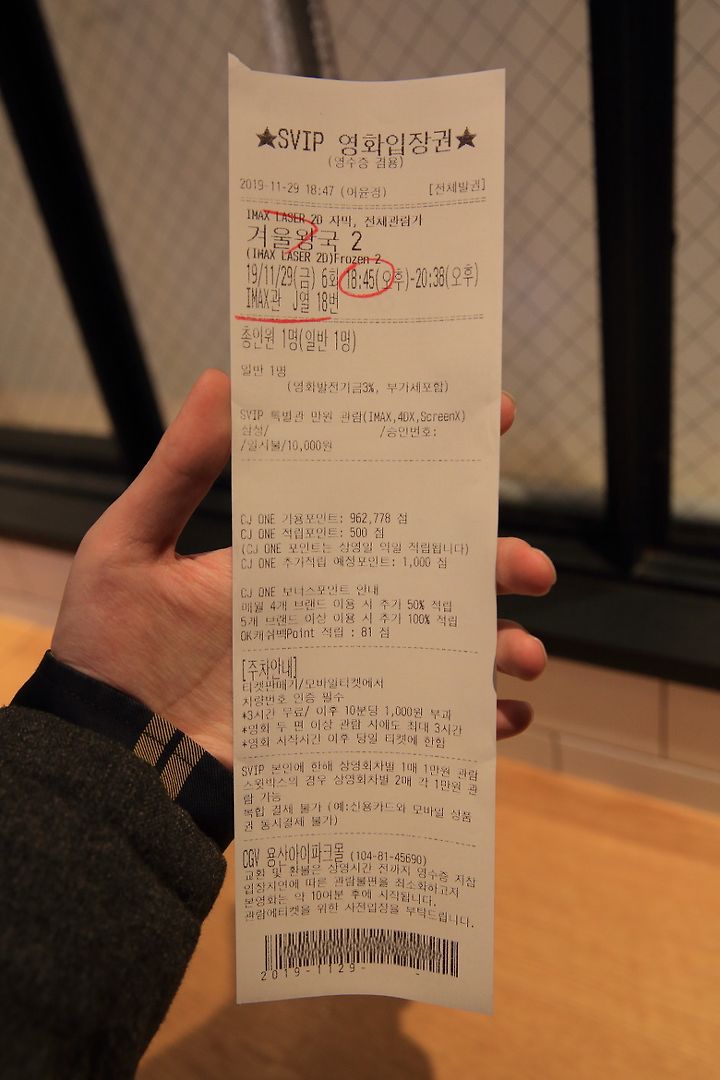 ★SVIP 영화입장권★
(영수증 겸용)
2019-11-29 18:47 (이윤정) [전체발권]
IMAX LASER 2D 자막, 전체관람가
겨울왕국 2
(IMAX LASER 2D)Frozen 2
19/11/29(금) 6회 18:45(오후)-20:38(오후)
IMAX관 J열 18번
총인원 1명(일반 1명)
일반 1명
(영화발전기금3%, 부가세포함)
SVIP 특별관 만원 관람(IMAX,4DX,ScreenX)
삼성/ /승인번호:
/일시불/10,000원
CJ ONE 가용포인트: 962,778 점
CJ ONE 적립포인트: 500 점
(CJ ONE 포인트는 상영일 익일 적립됩니다)
CJ ONE 추가적립 예정포인트: 1,000 점
CJ ONE 보너스포인트 안내
매월 4개 브랜드 이용 시 추가 50% 적립
5개 브랜드 이상 이용 시 추가 100% 적립
OK캐쉬백Point 적립 : 81 점
[주차안내]
티켓판매기/모바일티켓에서
차량번호 인증 필수
*3시간 무료/ 이후 10분당 1,000원 부과
*영화 두 편 이상 관람 시에도 최대 3시간
*영화 시작시간 이후 당일 티켓에 한함
SVIP 본인에 한해 상영회차별 1매 1만원 관람
스윗박스의 경우 상영회차별 2매 각 1만원 관
람 가능
복합 결제 불가 (예:신용카드와 모바일 상품
권 동시결제 불가)
CGV 용산아이파크몰 (104-81-45690)
교환 및 환불은 상영시간 전까지 영수증 지참
입장지연에 따른 관람불편을 최소화하고자
본영화는 약 10여분 후에 시작됩니다.
관람에티켓을 위한 사전입장을 부탁드립니다.
2019-1129- -